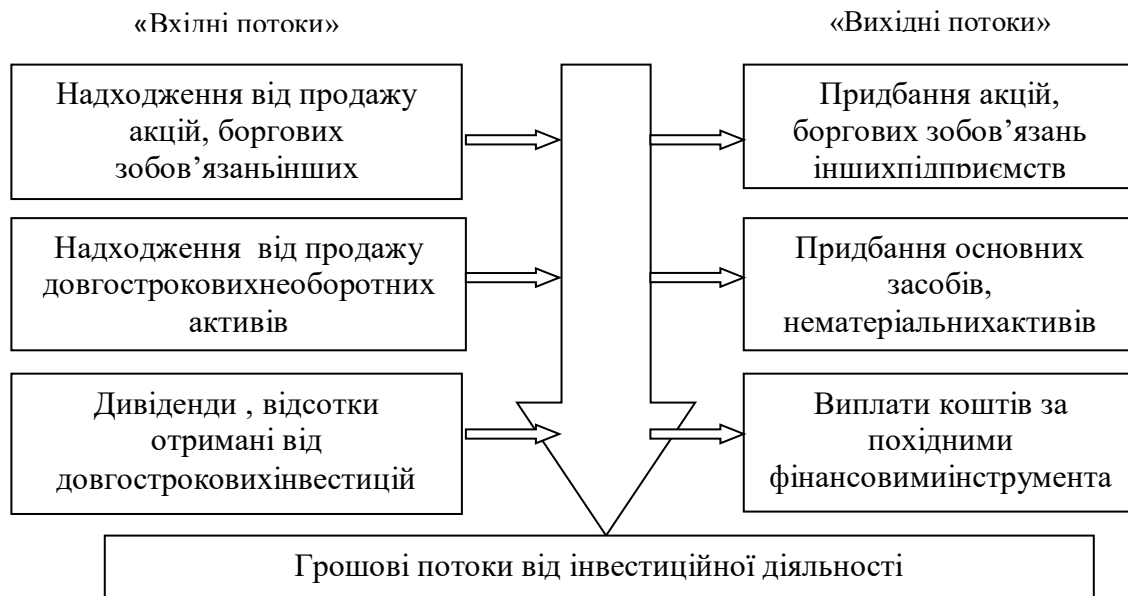 «Вхідні потоки»
«Вихідні потоки»
Надходження від продажу
акцій, боргових
зобов’язаньінших
Придбання акцій,
боргових зобов’язань
іншихпідприємств
Надходження від продажу
довгостроковихнеоборотних
активів
Придбання основних
засобів,
нематеріальнихактивів
Дивіденди , відсотки
отримані від
довгостроковихінвестицій
Виплати коштів за
похідними
фінансовимиінструмента
Грошові потоки від інвестиційної діяльності